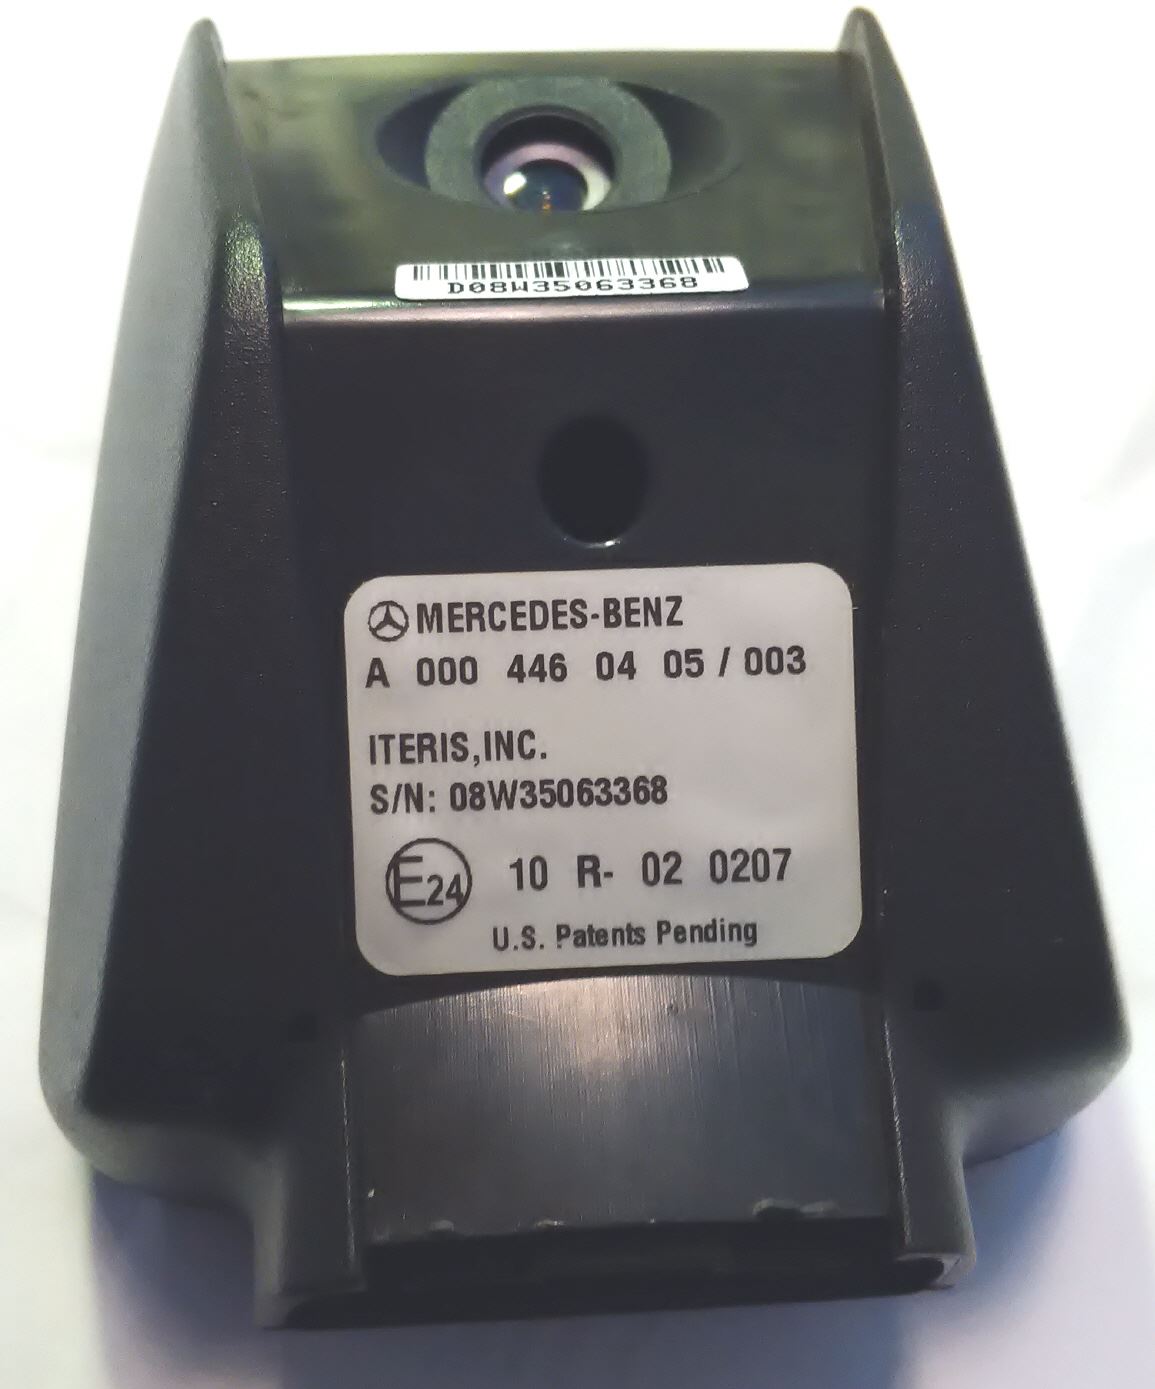 D08W35063368
MERCEDES-BENZ
A 000 446 04 05 / 003
ITERIS,INC.
S/N: 08W35063368
E24 10 R- 02 0207
U.S. Patents Pending